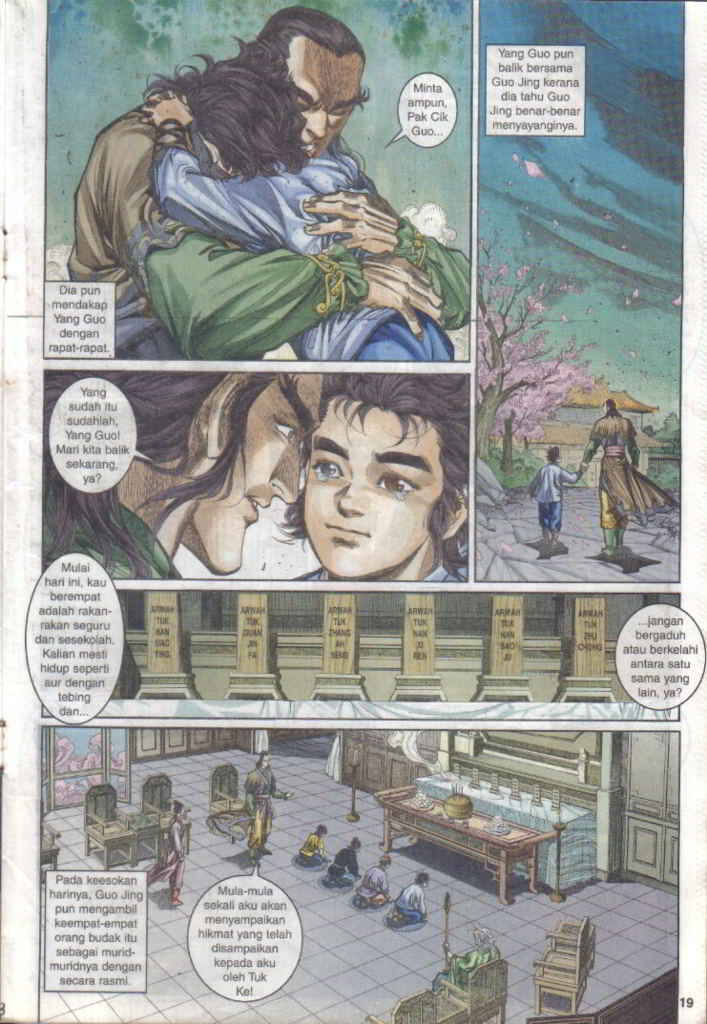 Minta
ampun,
Pak Cik
Guo...
Dia pun
mendakap
Yang Guo
dengan
rapat-rapat.
Yang
sudah itu
sudahlah,
Yang Guo!
Mari kita balik
sekarang,
ya?
Yang Guo pun
balik bersama
Guo Jing kerana
dia tahu Guo
Jing benar-benar
menyayanginya.
Mulai
hari ini, kau
berempat
adalah rakan-
rakan seguru
dan sesekolah.
Kalian mesti
hidup seperti
aur dengan
tebing
dan...
ARWAH
TUK
HAN
XIAO
YING
ARWAH
TUK
QUAN
JIN
FA
ARWAH
TUK
ZHANG
AH
SENG
ARWAH
TUK
NAN
XI
REN
ARWAH
TUK
HAN
BAO
JU
ARWAH
TUK
ZHU
CHONG
...jangan
bergaduh
atau berkelahi
antara satu
sama yang
lain, ya?
Pada keesokan
harinya, Guo Jing
pun mengambil
keempat-empat
orang budak itu
sebagai murid-
muridnya dengan
secara rasmi.
Mula-mula
sekali aku akan
menyampaikan
hikmat yang telah
disampaikan
kepada aku
oleh Tuk
Ke!
19